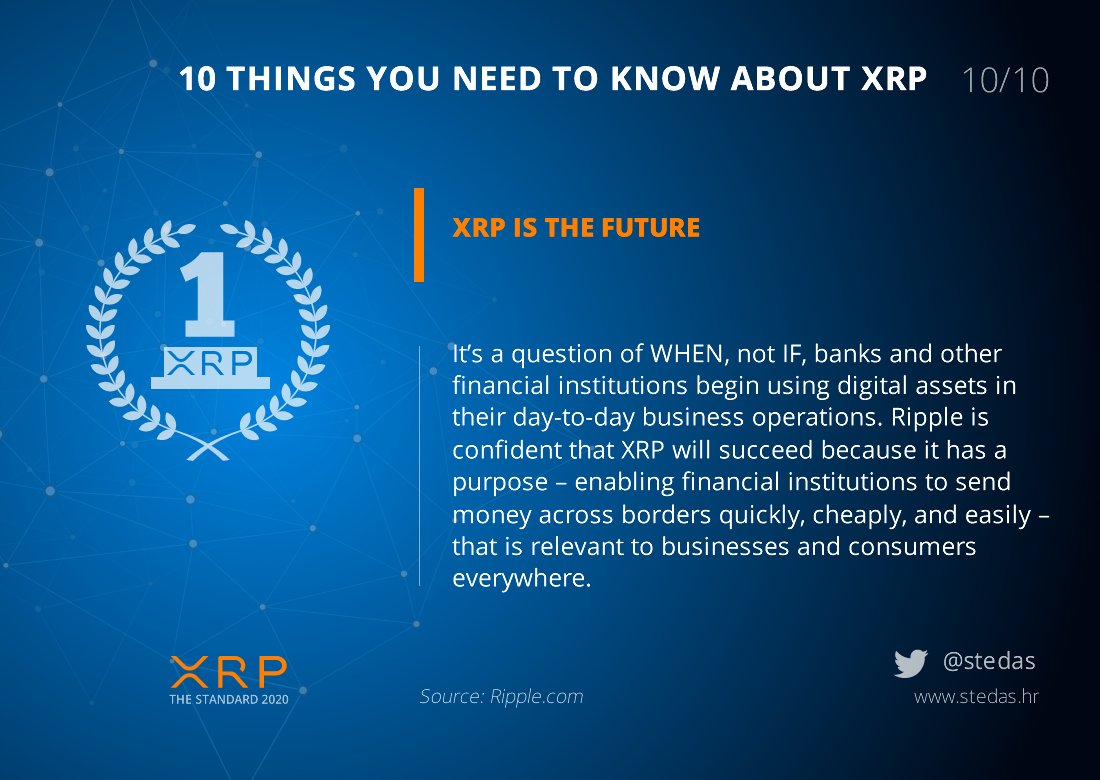 10 THINGS YOU NEED TO KNOW ABOUT XRP 10/10
XRP IS THE FUTURE
1
XRP
It’s a question of WHEN, not IF, banks and other
financial institutions begin using digital assets in
their day-to-day business operations. Ripple is
confident that XRP will succeed because it has a
purpose – enabling financial institutions to send
money across borders quickly, cheaply, and easily –
that is relevant to businesses and consumers
everywhere.
XRP
THE STANDARD 2020
Source: Ripple.com
@stedas
www.stedas.hr